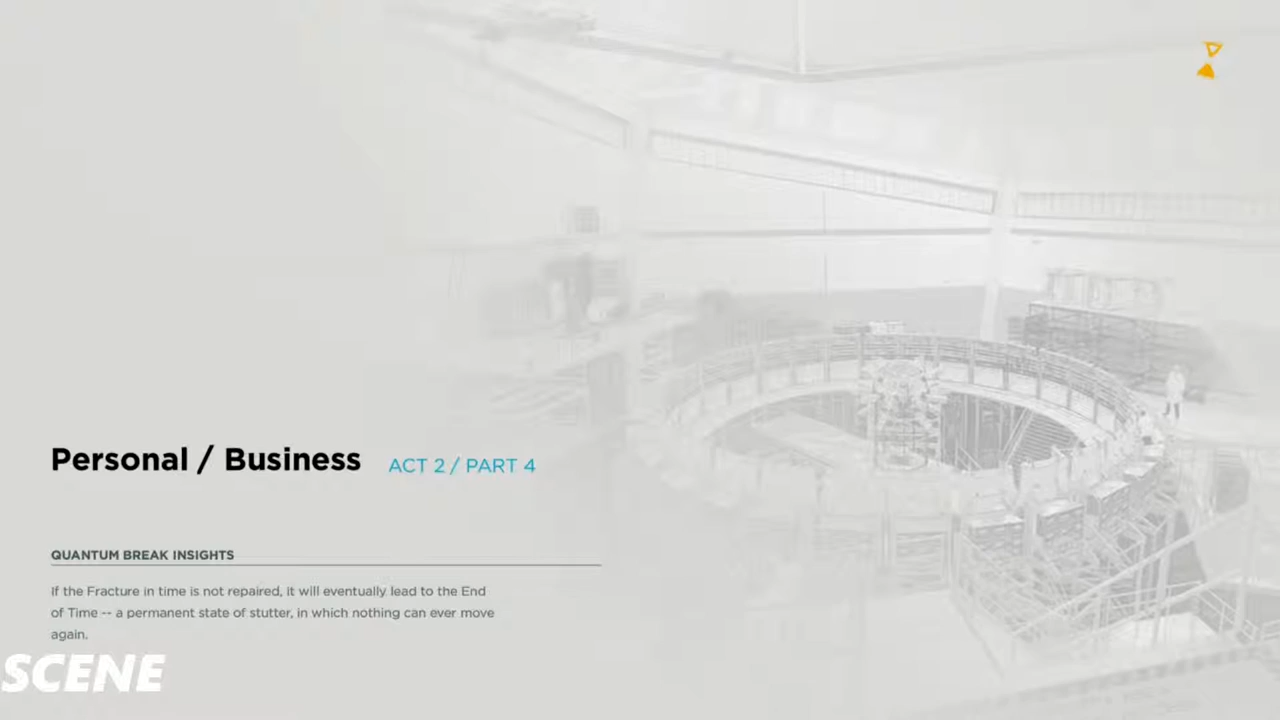 Personal / Business ACT 2 / PART 4
QUANTUM BREAK INSIGHTS
If the Fracture in time is not repaired, it will eventually lead to the End
of Time -- a permanent state of stutter, in which nothing can ever move
again.
SCENE